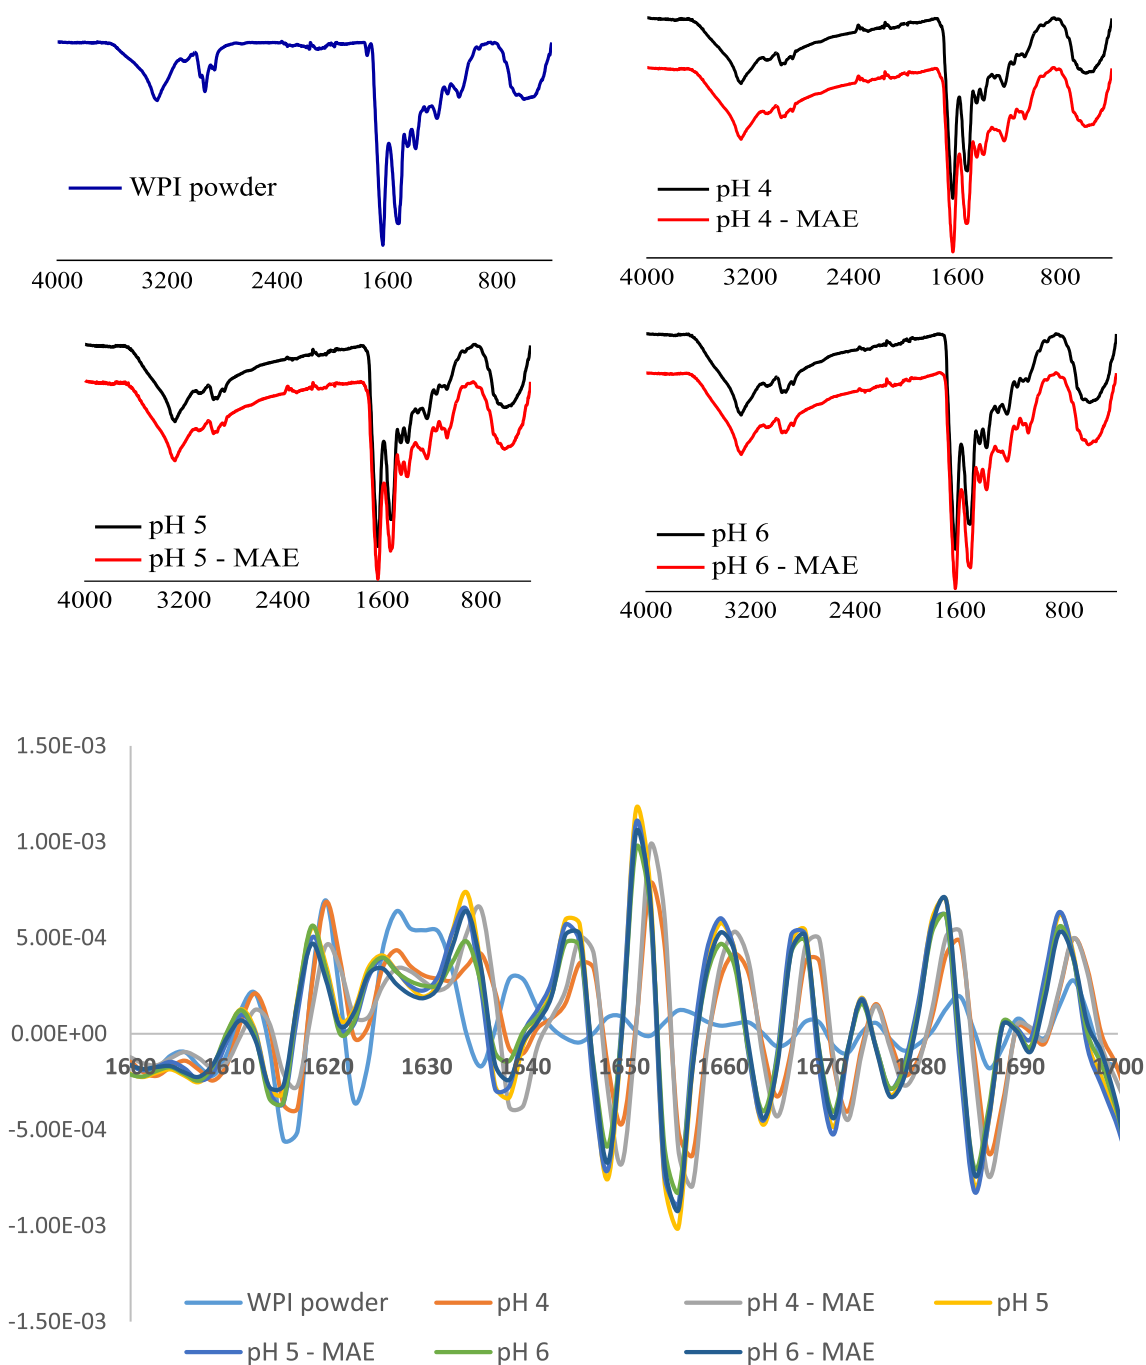 WPI powder
4000 3200 2400 1600 800
pH 4
pH 4 - MAE
4000 3200 2400 1600 800
pH 5
pH 5 - MAE
4000 3200 2400 1600 800
pH 6
pH 6 - MAE
4000 3200 2400 1600 800
1.50E-03
1.00E-03
5.00E-04
0.00E+00
1600 1610 1620 1630 1640 1650 1660 1670 1680 1690 1700
-5.00E-04
-1.00E-03
-1.50E-03
WPI powder pH 4 pH 4 - MAE pH 5
pH 5 - MAE pH 6 pH 6 - MAE